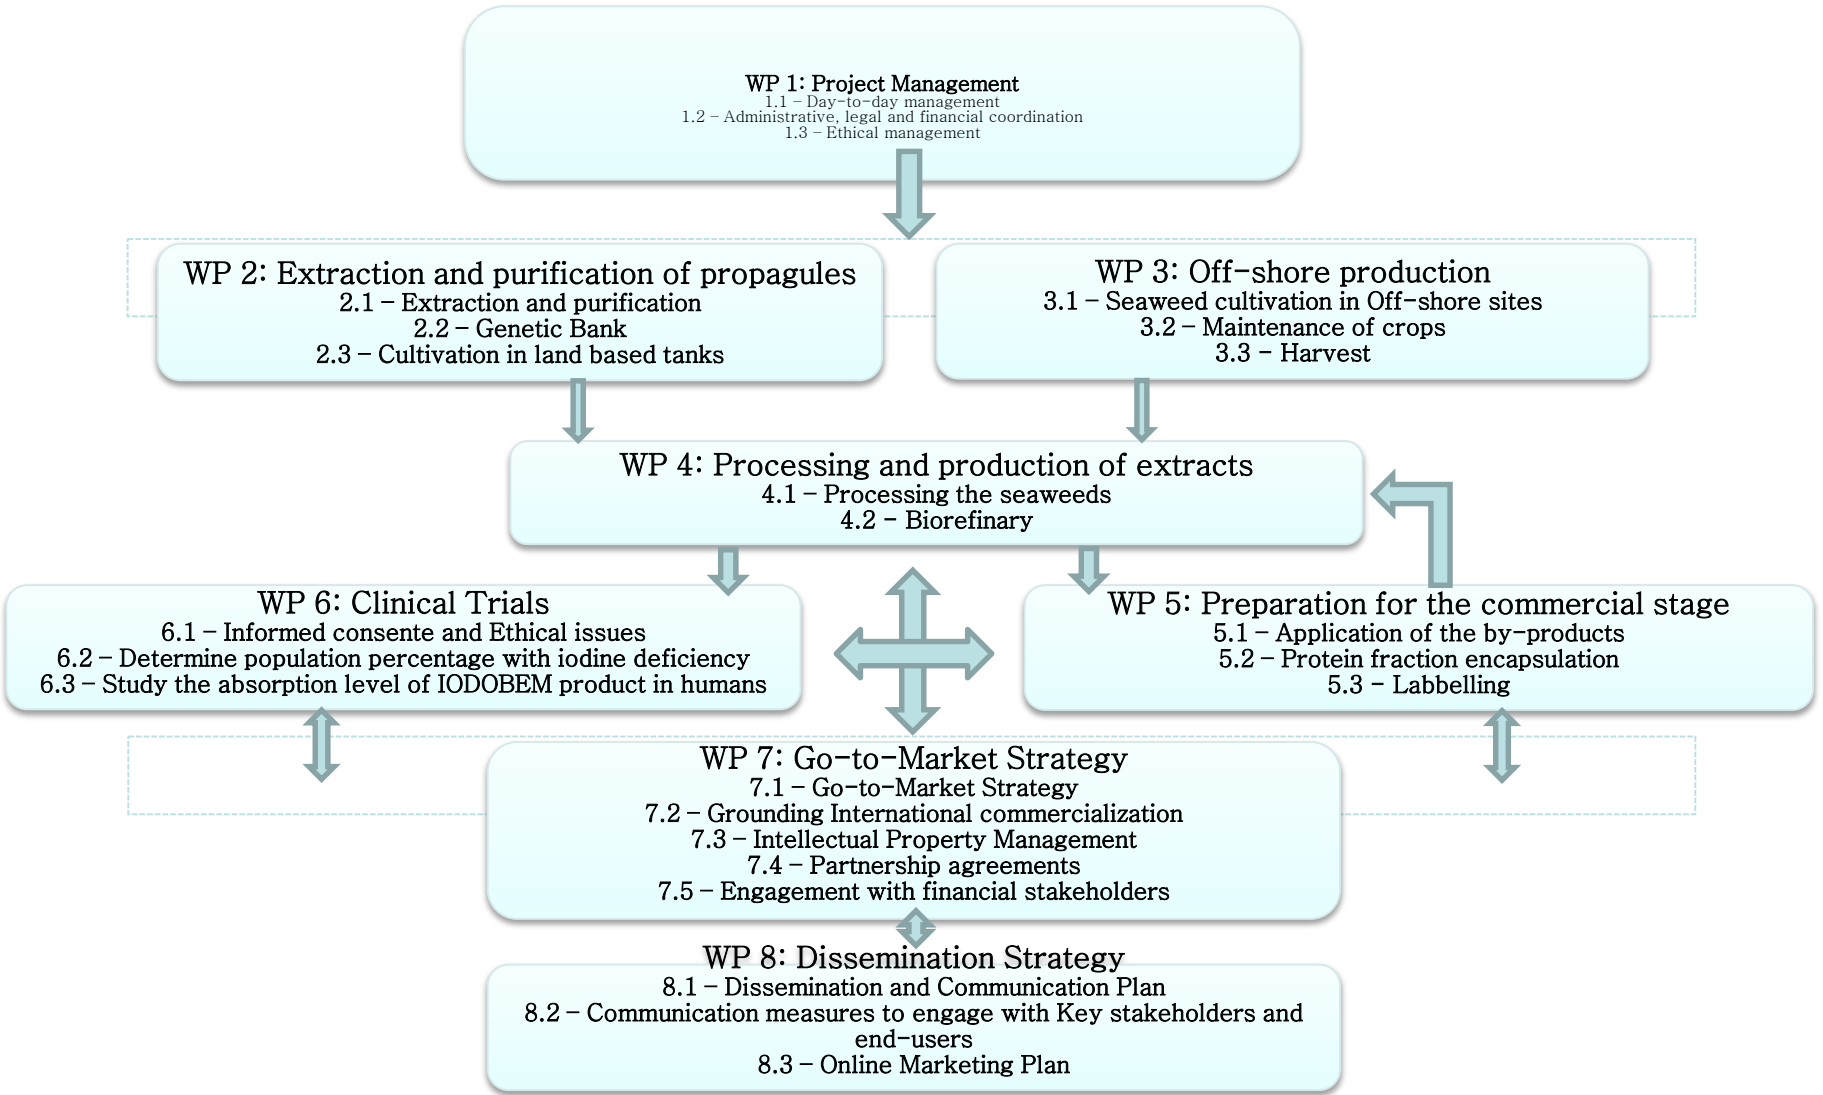 WP 1: Project Management
1.1 – Day-to-day management
1.2 – Administrative, legal and financial coordination
1.3 – Ethical management
WP 2: Extraction and purification of propagules
2.1 – Extraction and purification
2.2 – Genetic Bank
2.3 – Cultivation in land based tanks
WP 3: Off-shore production
3.1 – Seaweed cultivation in Off-shore sites
3.2 – Maintenance of crops
3.3 – Harvest
WP 4: Processing and production of extracts
4.1 – Processing the seaweeds
4.2 – Biorefinary
WP 6: Clinical Trials
6.1 – Informed consente and Ethical issues
6.2 – Determine population percentage with iodine deficiency
6.3 – Study the absorption level of IODOBEM product in humans
WP 5: Preparation for the commercial stage
5.1 – Application of the by-products
5.2 – Protein fraction encapsulation
5.3 – Labbelling
WP 7: Go-to-Market Strategy
7.1 – Go-to-Market Strategy
7.2 – Grounding International commercialization
7.3 – Intellectual Property Management
7.4 – Partnership agreements
7.5 – Engagement with financial stakeholders
WP 8: Dissemination Strategy
8.1 – Dissemination and Communication Plan
8.2 – Communication measures to engage with Key stakeholders and
end-users
8.3 – Online Marketing Plan